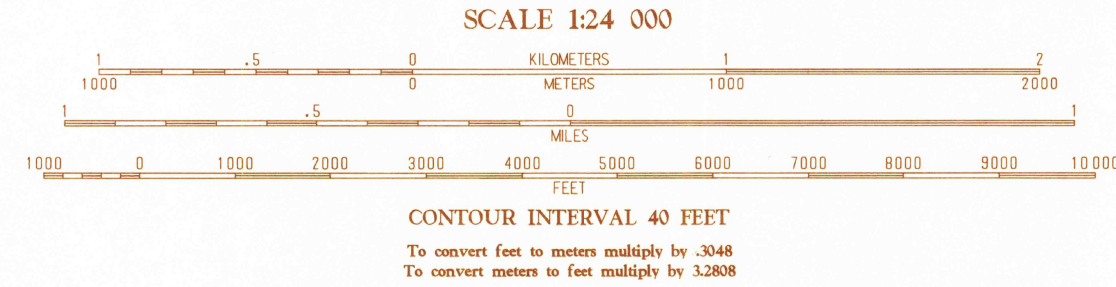 SCALE 1:24 000
1 .5 0 KILOMETERS 1 2
1000 0 METERS 1000 2000
1 .5 0 1
MILES
1000 0 1000 2000 3000 4000 5000 6000 7000 8000 9000 10 000
FEET
CONTOUR INTERVAL 40 FEET
To convert feet to meters multiply by .3048
To convert meters to feet multiply by 3.2808